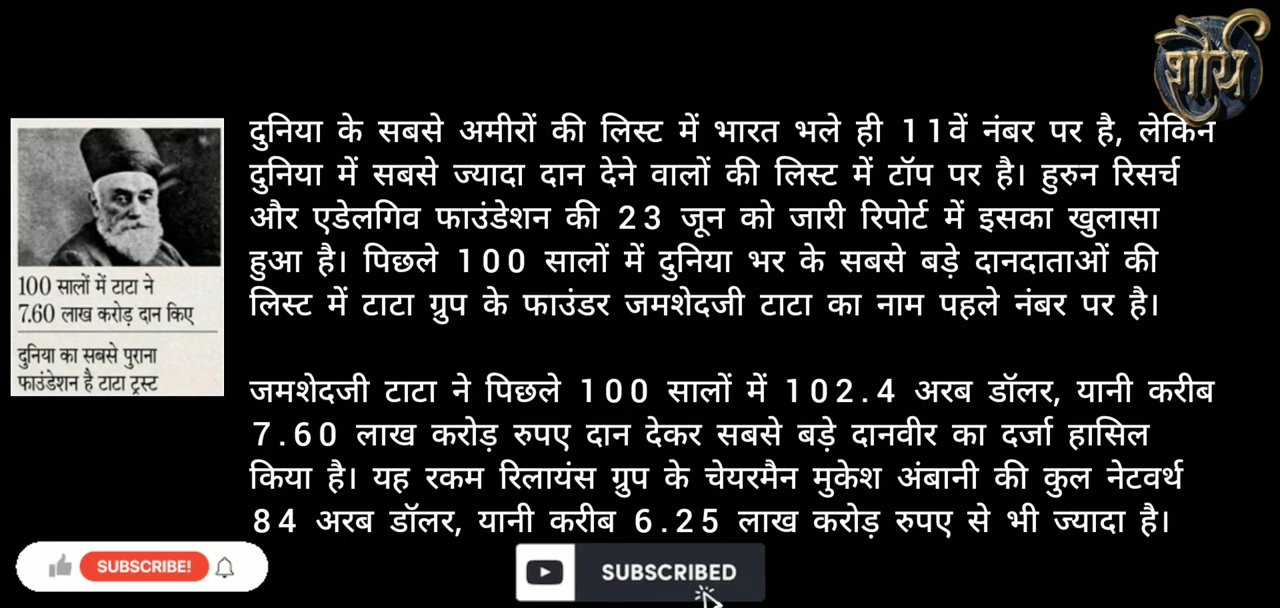 शौर्य
दुनिया के सबसे अमीरों की लिस्ट में भारत भले ही 11वें नंबर पर है, लेकिन
दुनिया में सबसे ज्यादा दान देने वालों की लिस्ट में टॉप पर है। हुरुन रिसर्च
और एडेलगिव फाउंडेशन की 23 जून को जारी रिपोर्ट में इसका खुलासा
हुआ है। पिछले 100 सालों में दुनिया भर के सबसे बड़े दानदाताओं की
लिस्ट में टाटा ग्रुप के फाउंडर जमशेदजी टाटा का नाम पहले नंबर पर है।
100 सालों में टाटा ने
7.60 लाख करोड़ दान किए
दुनिया का सबसे पुराना
फाउंडेशन है टाटा ट्रस्ट
जमशेदजी टाटा ने पिछले 100 सालों में 102.4 अरब डॉलर, यानी करीब
7.60 लाख करोड़ रुपए दान देकर सबसे बड़े दानवीर का दर्जा हासिल
किया है। यह रकम रिलायंस ग्रुप के चेयरमैन मुकेश अंबानी की कुल नेटवर्थ
84 अरब डॉलर, यानी करीब 6.25 लाख करोड़ रुपए से भी ज्यादा है।
SUBSCRIBE!
SUBSCRIBED